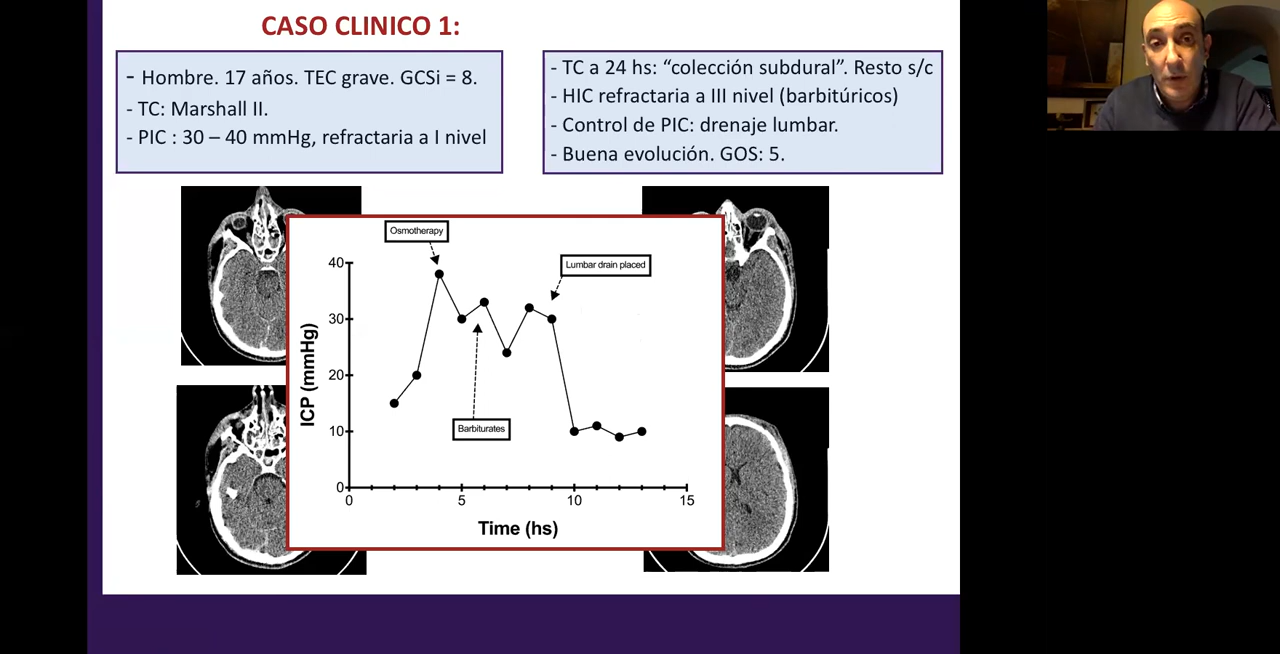 CASO CLINICO 1:
- Hombre. 17 años. TEC grave. GCSi = 8.
- TC: Marshall II.
- PIC : 30 – 40 mmHg, refractaria a I nivel
- TC a 24 hs: “colección subdural”. Resto s/c
- HIC refractaria a III nivel (barbitúricos)
- Control de PIC: drenaje lumbar.
- Buena evolución. GOS: 5.
Osmotherapy
Lumbar drain placed
Barbiturates
ICP (mmHg)
40
30
20
10
0
0 5 10 15
Time (hs)